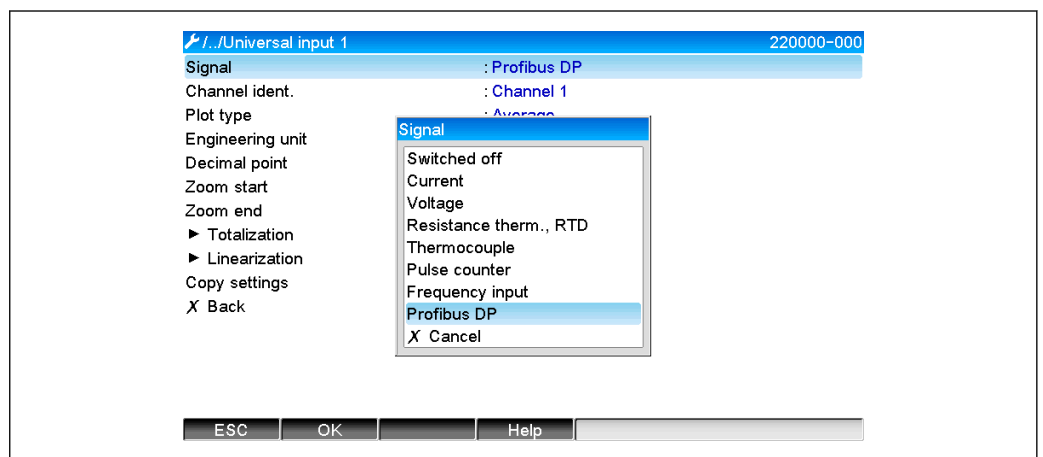 /../Universal input 1 220000-000
Signal : Profibus DP
Channel ident. : Channel 1
Plot type : Average
Engineering unit
Decimal point
Zoom start
Zoom end
► Totalization
► Linearization
Copy settings
X Back
Signal
Switched off
Current
Voltage
Resistance therm., RTD
Thermocouple
Pulse counter
Frequency input
Profibus DP
X Cancel
ESC OK Help